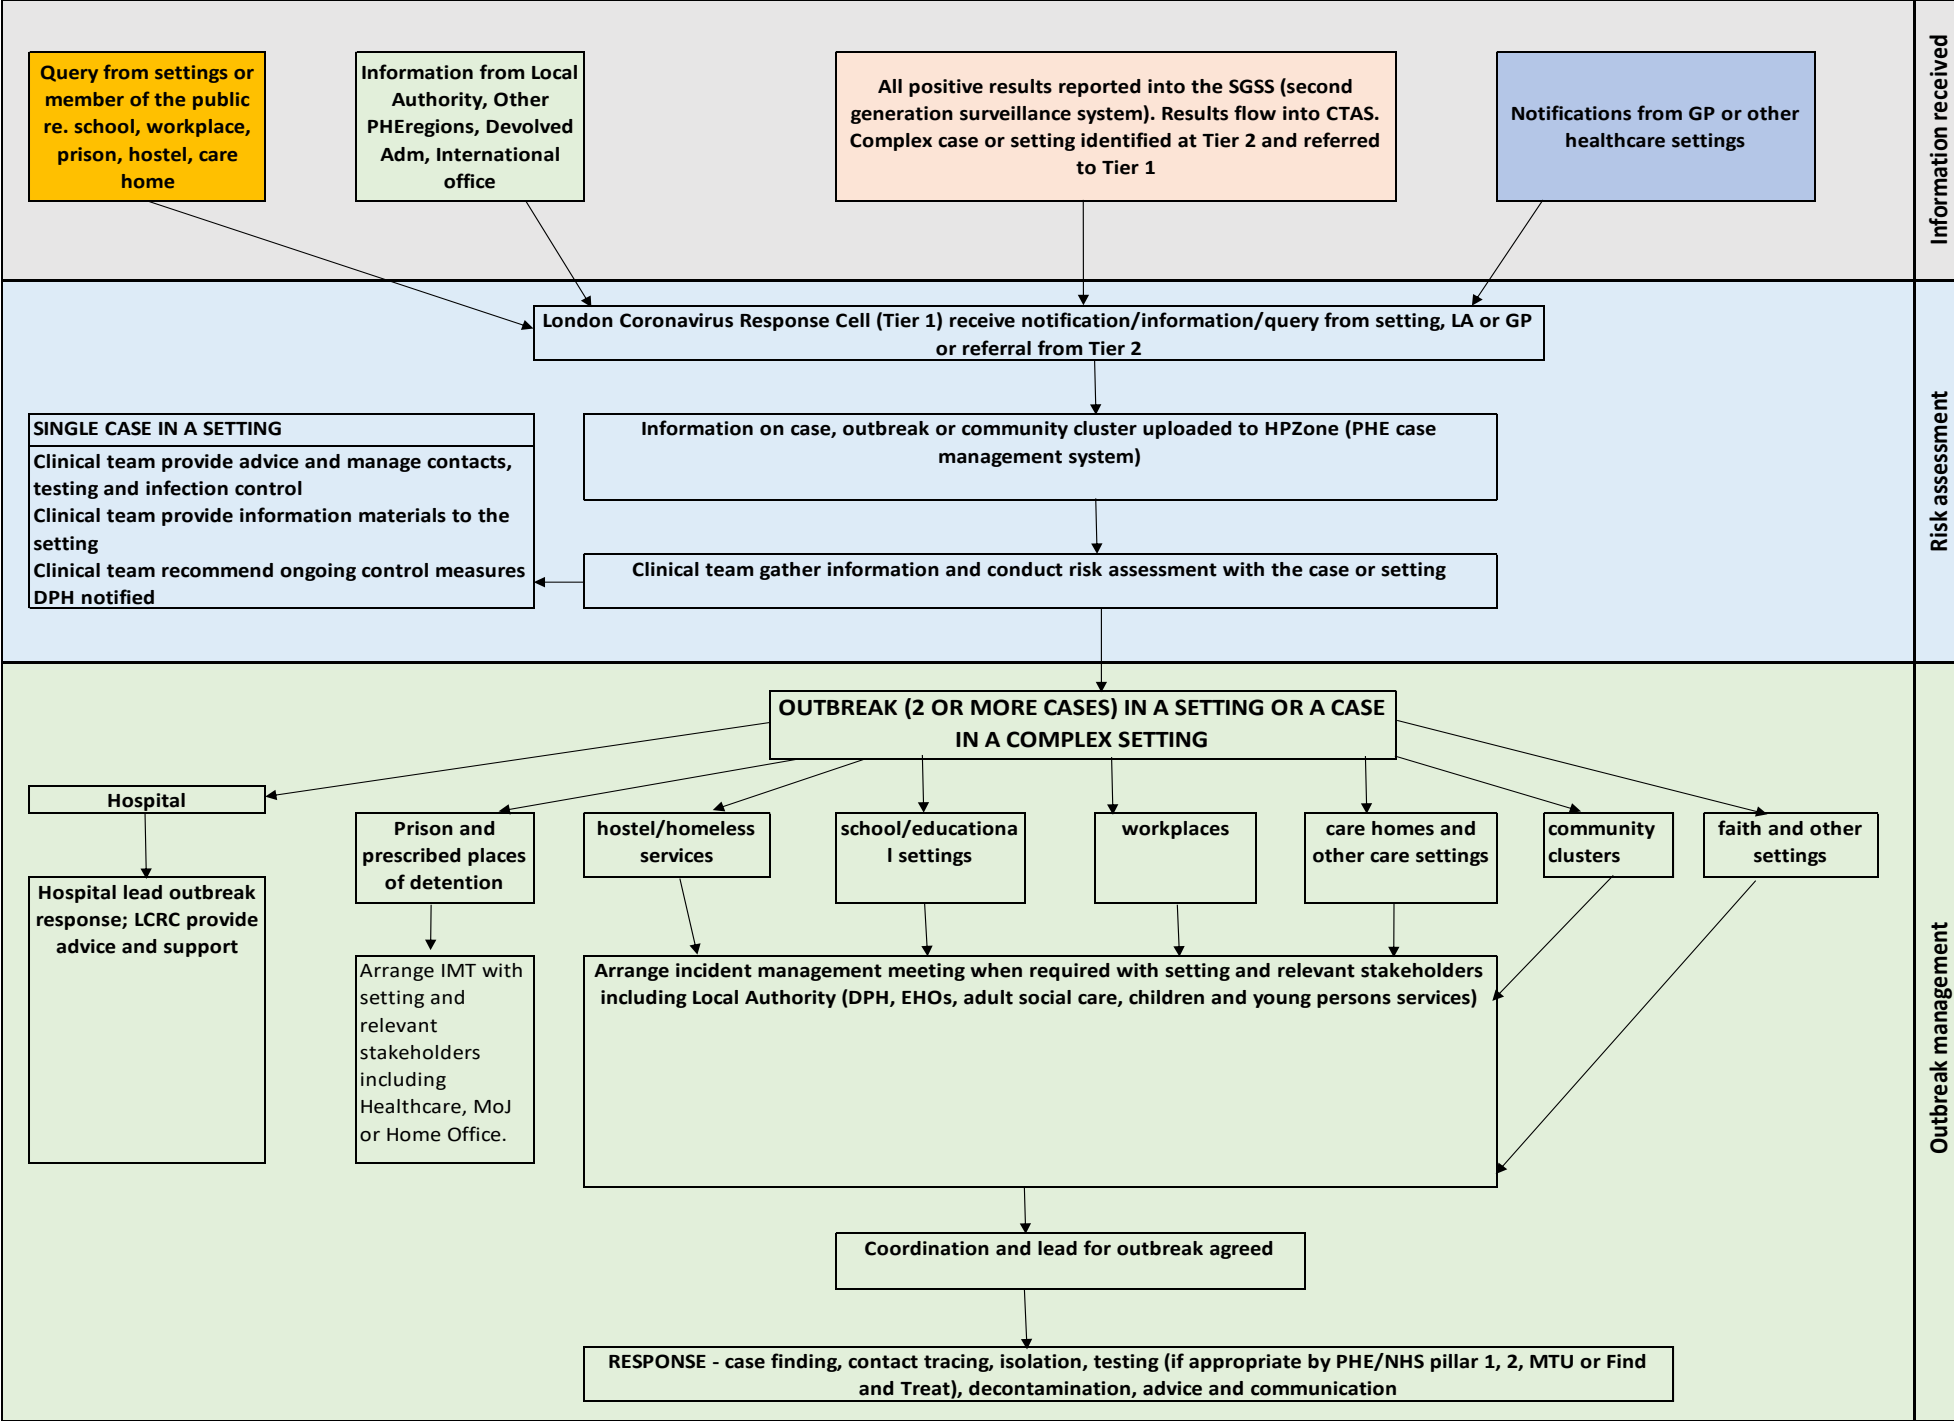 Query from settings or
member of the public
re. school, workplace,
prison, hostel, care
home
Information from Local
Authority, Other
PHEregions, Devolved
Adm, International
office
All positive results reported into the SGSS (second
generation surveillance system). Results flow into CTAS.
Complex case or setting identified at Tier 2 and referred
to Tier 1
Notifications from GP or other
healthcare settings
Information received
London Coronavirus Response Cell (Tier 1) receive notification/information/query from setting, LA or GP
or referral from Tier 2
SINGLE CASE IN A SETTING
Clinical team provide advice and manage contacts,
testing and infection control
Clinical team provide information materials to the
setting
Clinical team recommend ongoing control measures
DPH notified
Information on case, outbreak or community cluster uploaded to HPZone (PHE case
management system)
Clinical team gather information and conduct risk assessment with the case or setting
Risk assessment
OUTBREAK (2 OR MORE CASES) IN A SETTING OR A CASE
IN A COMPLEX SETTING
Hospital
Prison and
prescribed places
of detention
hostel/homeless
services
school/educationa
l settings
workplaces
care homes and
other care settings
community
clusters
faith and other
settings
Hospital lead outbreak
response; LCRC provide
advice and support
Arrange IMT with
setting and
relevant
stakeholders
including
Healthcare, MoJ
or Home Office.
Arrange incident management meeting when required with setting and relevant stakeholders
including Local Authority (DPH, EHOs, adult social care, children and young persons services)
Coordination and lead for outbreak agreed
RESPONSE - case finding, contact tracing, isolation, testing (if appropriate by PHE/NHS pillar 1, 2, MTU or Find
and Treat), decontamination, advice and communication
Outbreak management